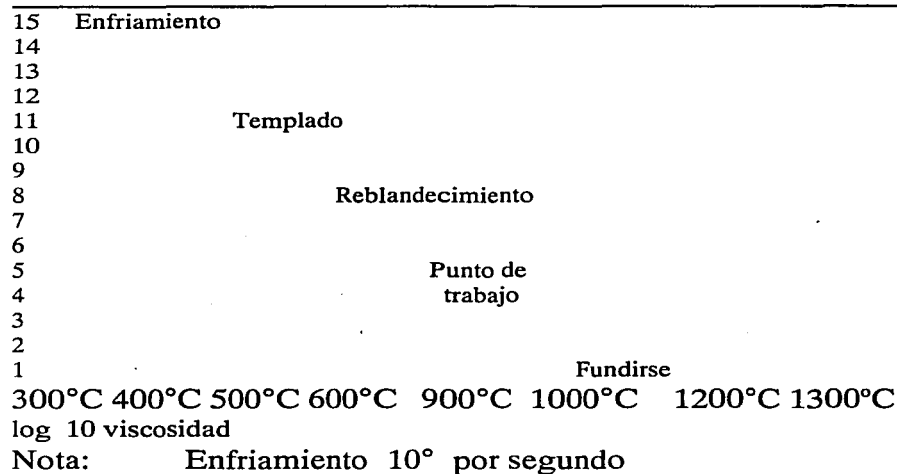 15 Enfriamiento
14
13
12
11 Templado
10
9
8 Reblandecimiento
7
6
5 Punto de
4 trabajo
3
2
1 Fundirse
300°C 400°C 500°C 600°C 900°C 1000°C 1200°C 1300°C
log 10 viscosidad
Nota: Enfriamiento 10° por segundo